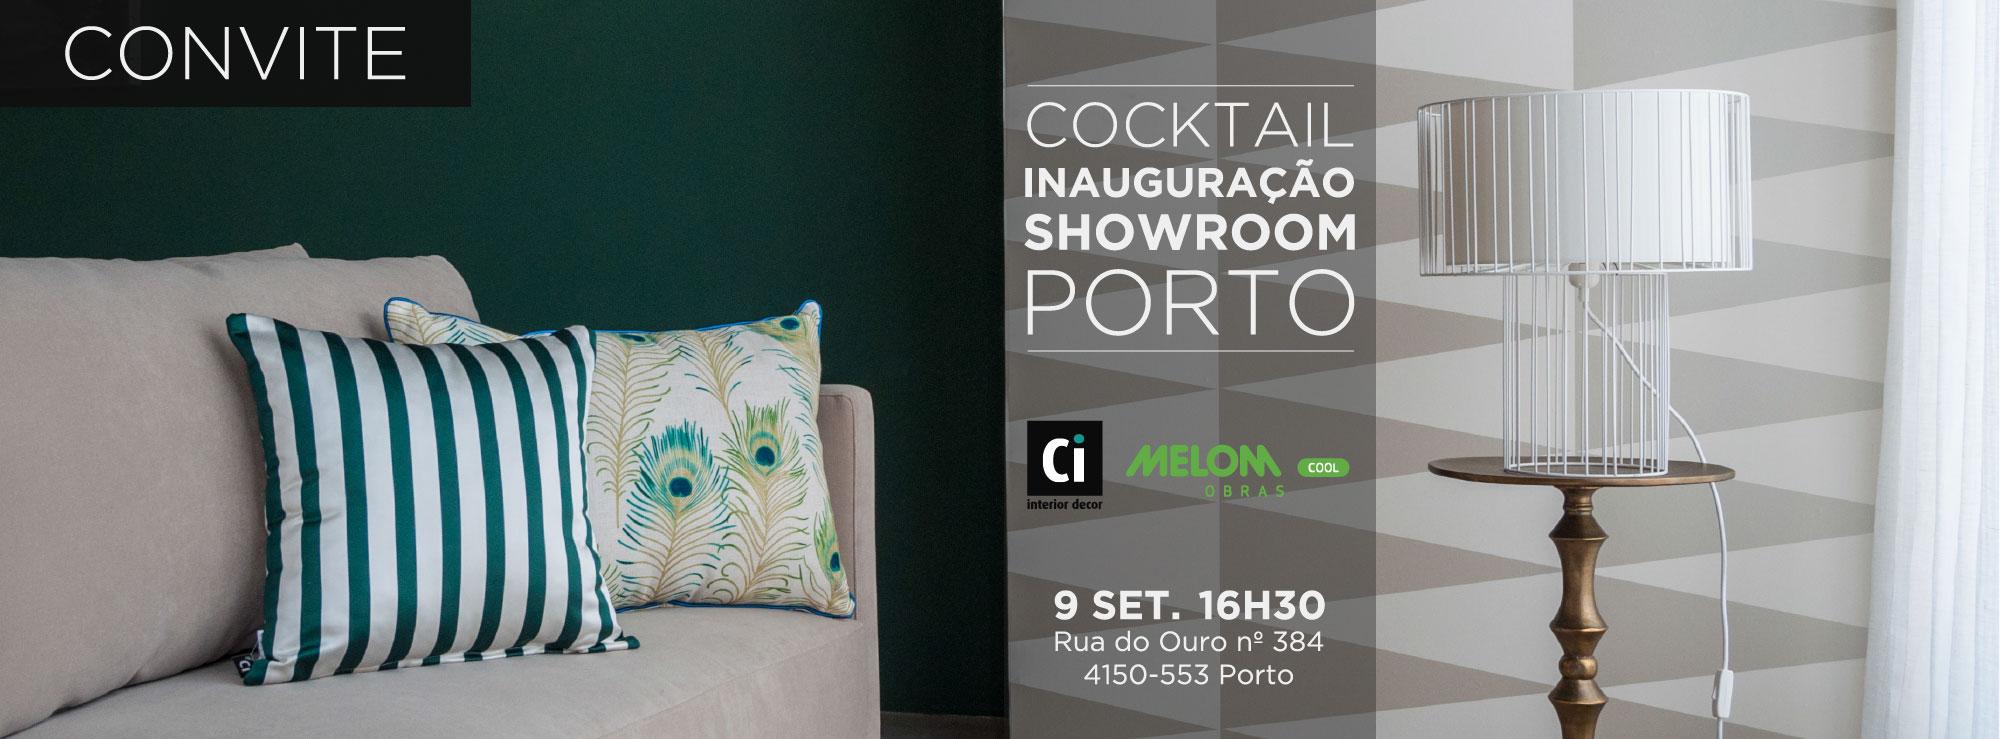 CONVITE
COCKTAIL
INAUGURAÇÃO
SHOWROOM
PORTO
Ci
interior decor
MELOM
OBRAS
COOL
9 SET. 16H30
Rua do Ouro nº 384
4150-553 Porto